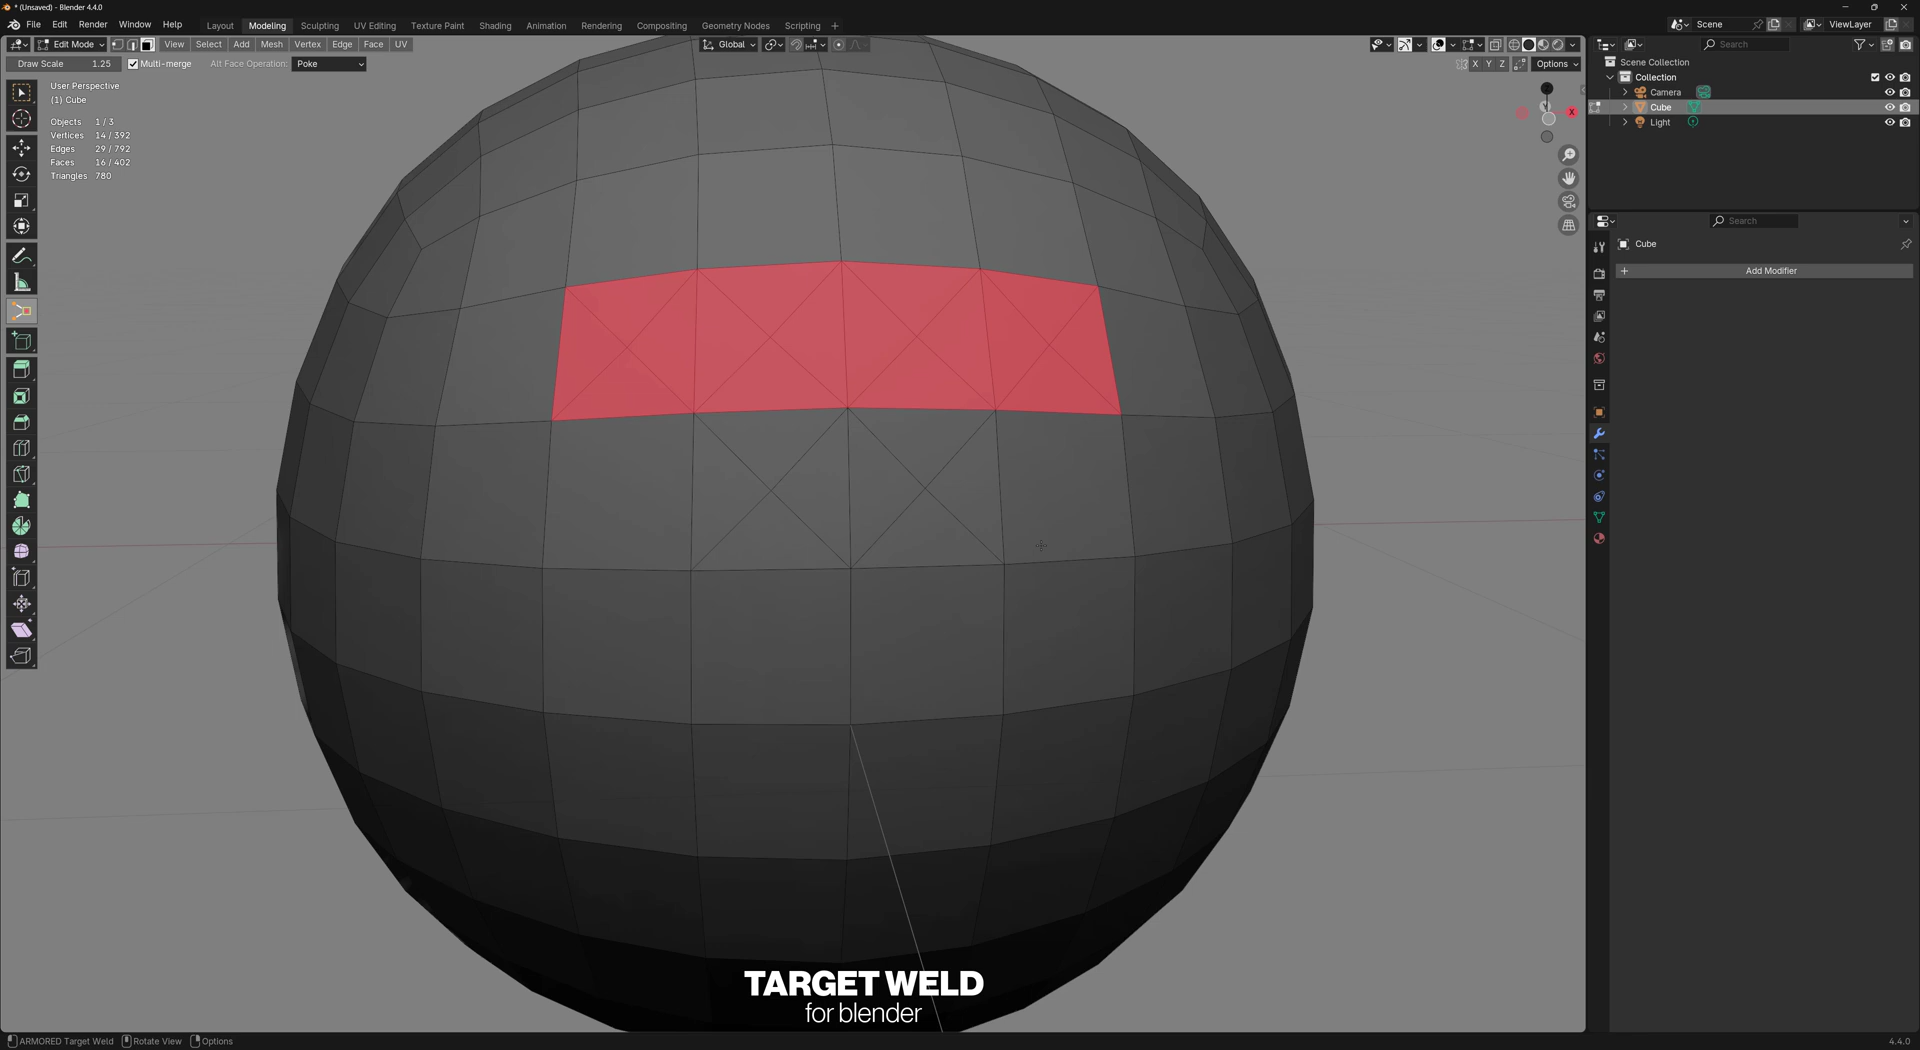 * (Unsaved) - Blender 4.4.0
File Edit Render Window Help Layout Modeling Sculpting UV Editing Texture Paint Shading Animation Rendering Compositing Geometry Nodes Scripting + Scene ViewLayer
Edit Mode View Select Add Mesh Vertex Edge Face UV Global Search
Draw Scale 1.25 Multi-merge Alt Face Operation: Poke X Y Z Options
Scene Collection
Collection
Camera
Cube
Light
User Perspective
(1) Cube
Objects 1 / 3
Vertices 14 / 392
Edges 29 / 792
Faces 16 / 402
Triangles 780
Z
Y
X
Search
Cube
+ Add Modifier
TARGET WELD
for blender
ARMORED Target Weld Rotate View Options 4.4.0